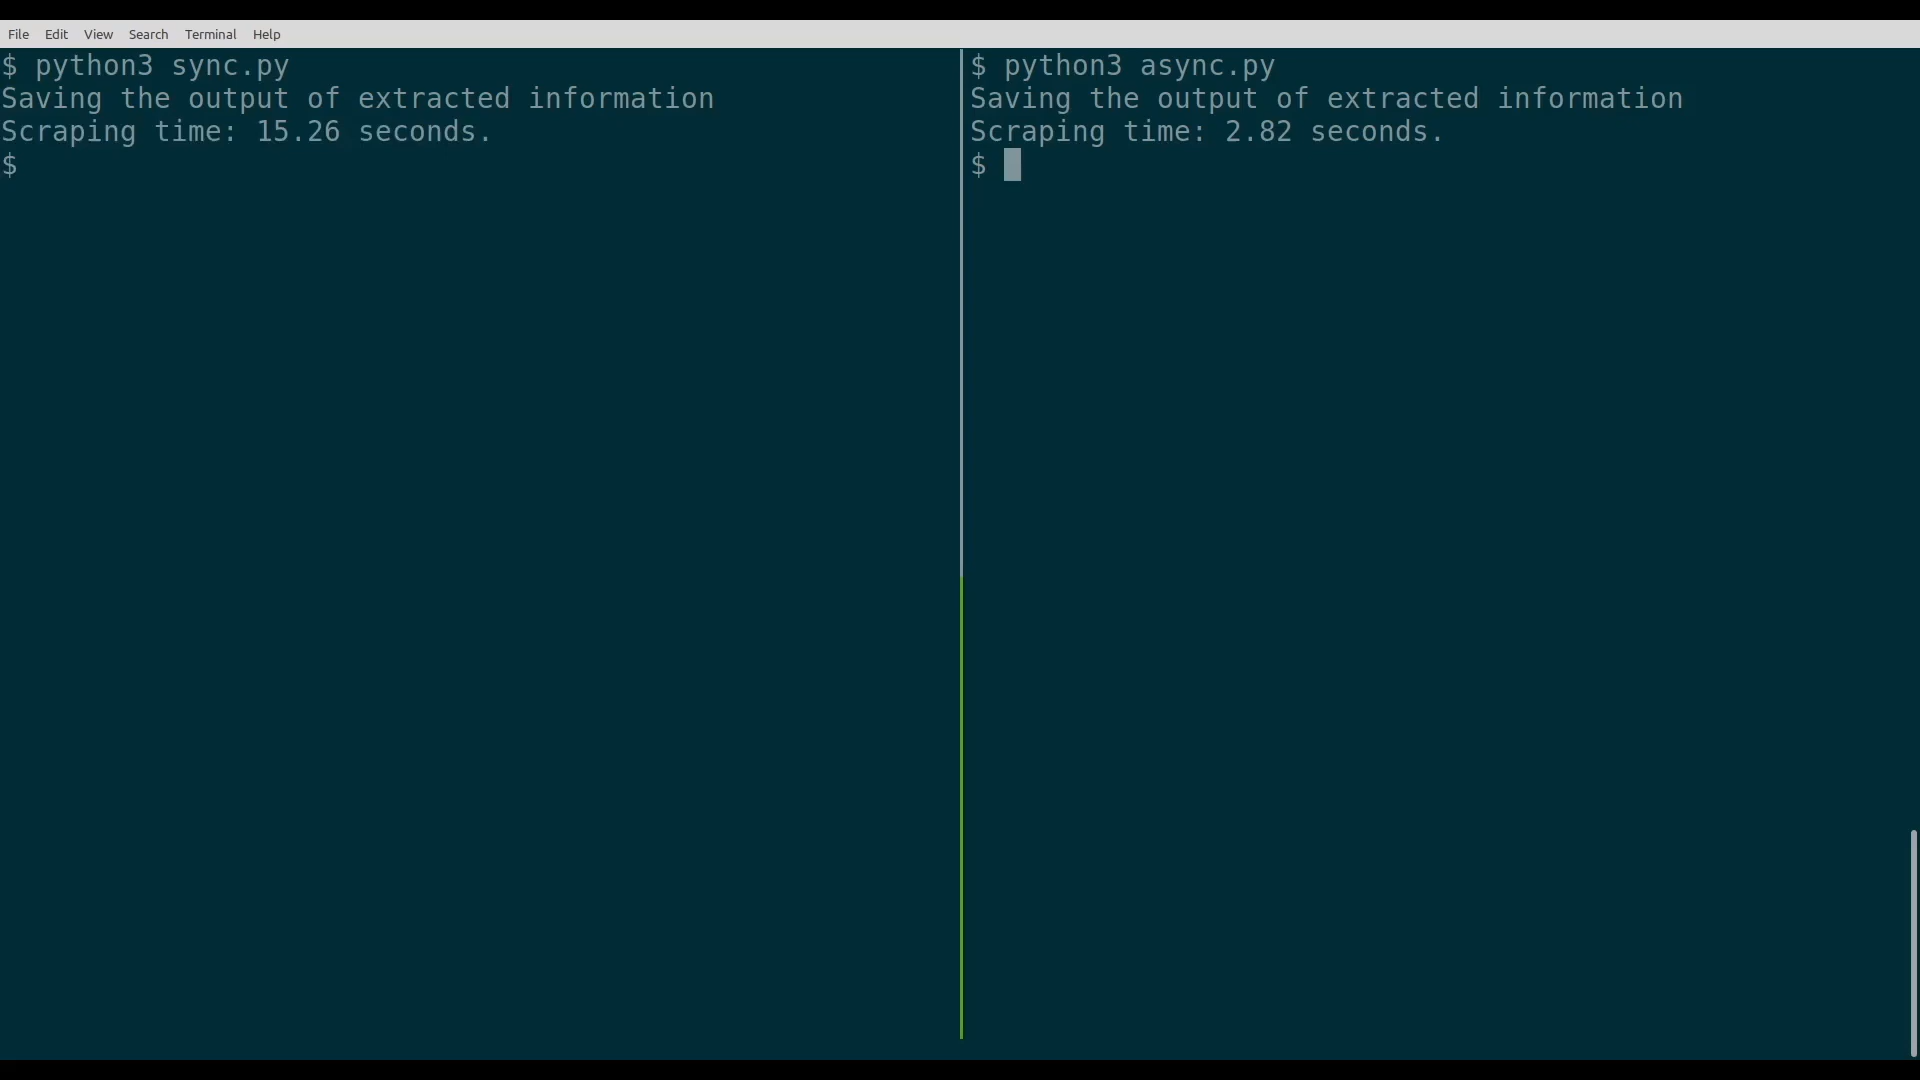 File Edit View Search Terminal Help
$ python3 sync.py
Saving the output of extracted information
Scraping time: 15.26 seconds.
$
$ python3 async.py
Saving the output of extracted information
Scraping time: 2.82 seconds.
$